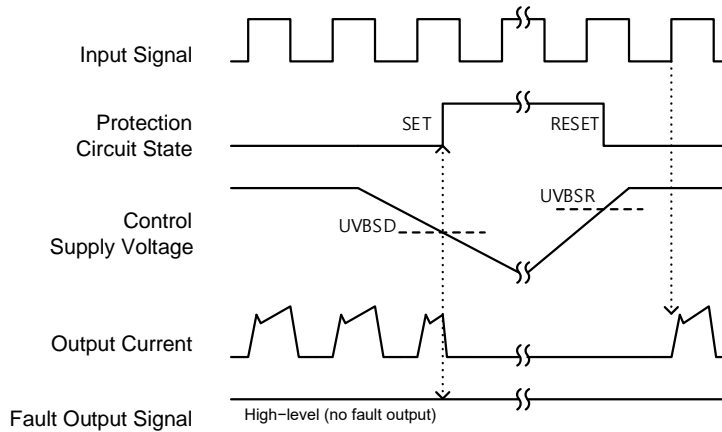 Input Signal
Protection
Circuit State
SET
RESET
Control
Supply Voltage
UVBSD
UVBSR
Output Current
Fault Output Signal
High−level (no fault output)